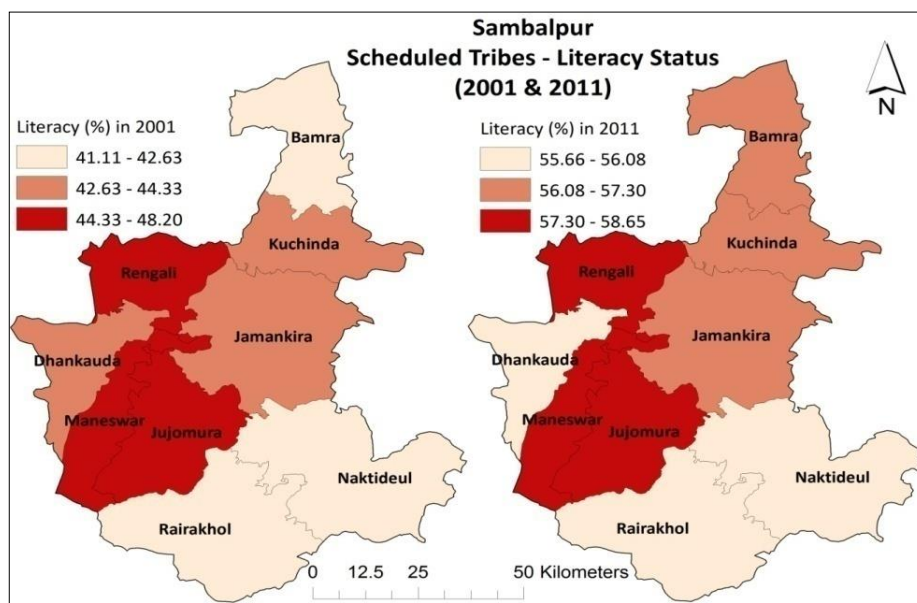 Sambalpur
Scheduled Tribes - Literacy Status
(2001 & 2011)
N
Literacy (%) in 2001
41.11 - 42.63
42.63 - 44.33
44.33 - 48.20
Bamra
Kuchinda
Rengali
Jamankira
Dhankauda
Maneswar
Jujomura
Naktideul
Rairakhol
Literacy (%) in 2011
55.66 - 56.08
56.08 - 57.30
57.30 - 58.65
Bamra
Kuchinda
Rengali
Jamankira
Dhankauda
Maneswar
Jujomura
Naktideul
Rairakhol
0 12.5 25 50 Kilometers